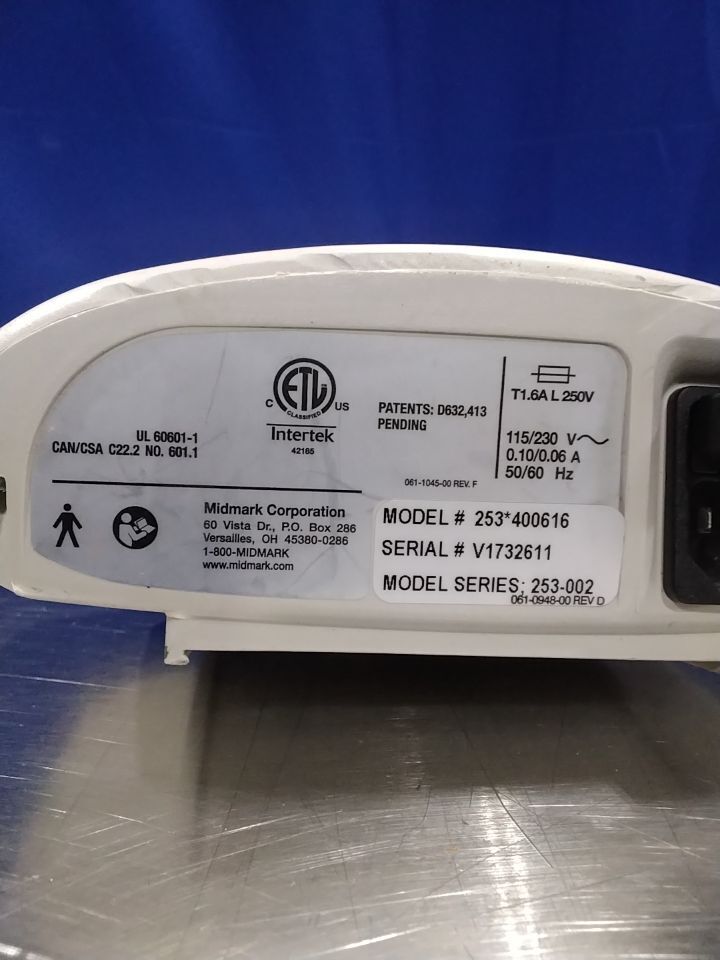 UL 60601-1
CAN/CSA C22.2 NO. 601.1
ETL
C US
CLASSIFIED
Intertek
42185
PATENTS: D632,413
PENDING
061-1045-00 REV. F
T1.6A L 250V
115/230 V
0.10/0.06 A
50/60 Hz
Midmark Corporation
60 Vista Dr., P.O. Box 286
Versailles, OH 45380-0286
1-800-MIDMARK
www.midmark.com
MODEL # 253*400616
SERIAL # V1732611
MODEL SERIES; 253-002
061-0948-00 REV D